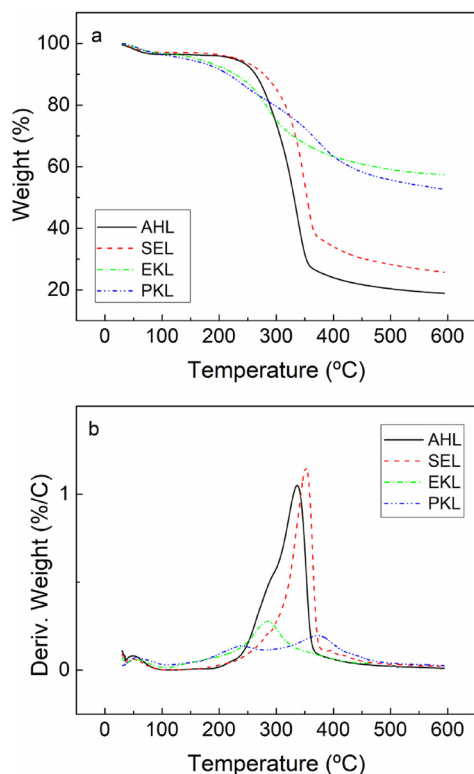 a
100
80
60
40
20
Weight (%)
AHL
SEL
EKL
PKL
0 100 200 300 400 500 600
Temperature (ºC)
b
1
0
Deriv. Weight (%/C)
AHL
SEL
EKL
PKL
0 100 200 300 400 500 600
Temperature (ºC)